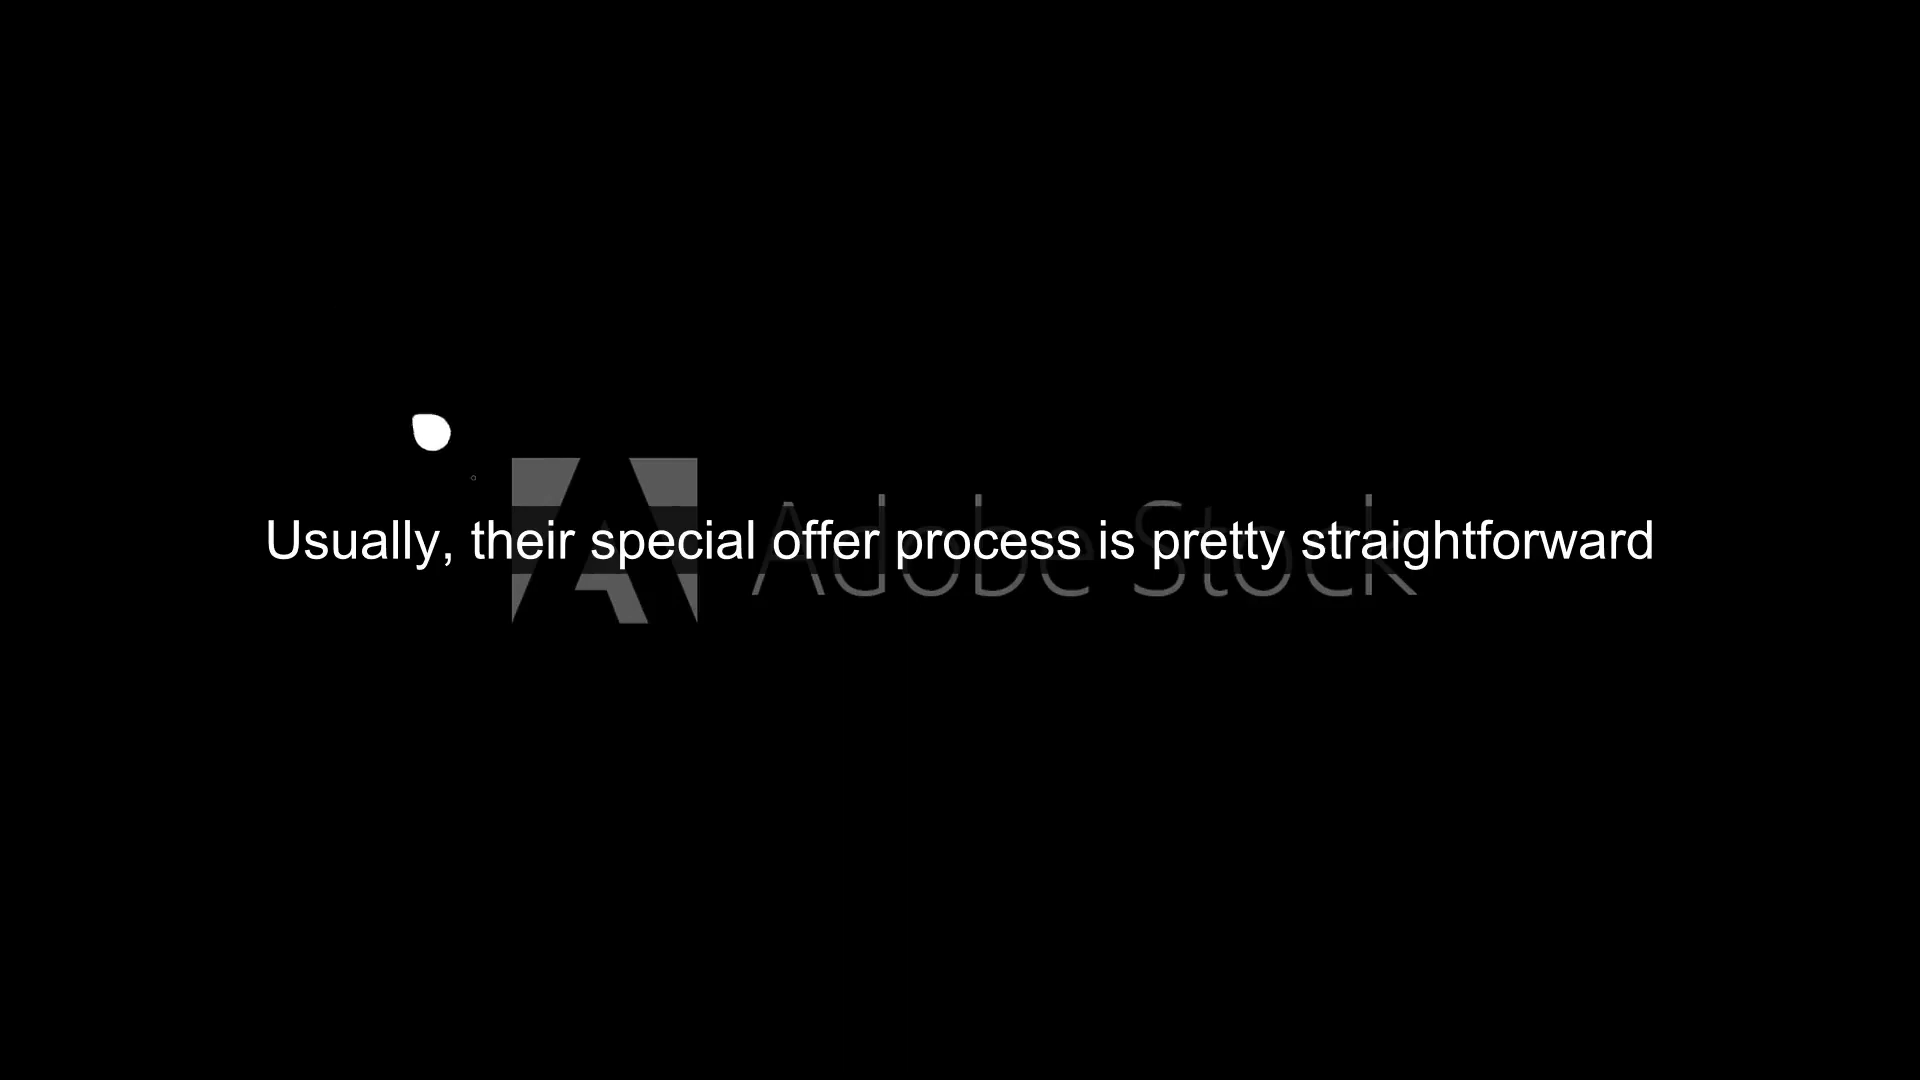 Usually, their special offer process is pretty straightforward
Adobe Stock